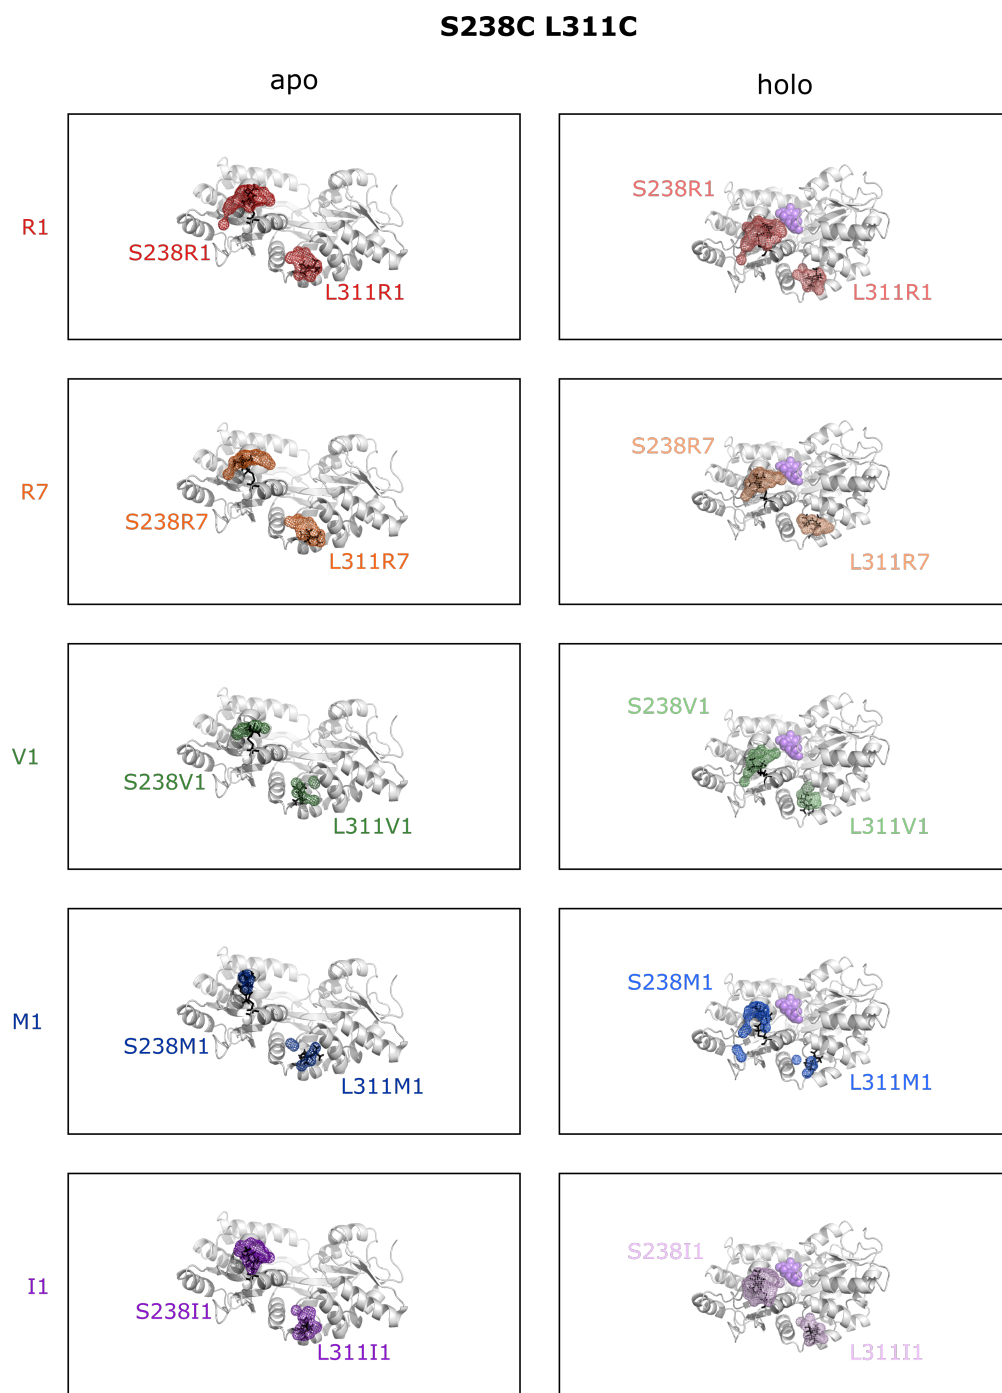 S238C L311C
apo
holo
R1
S238R1
L311R1
S238R1
L311R1
R7
S238R7
L311R7
S238R7
L311R7
V1
S238V1
L311V1
S238V1
L311V1
M1
S238M1
L311M1
S238M1
L311M1
I1
S238I1
L311I1
S238I1
L311I1